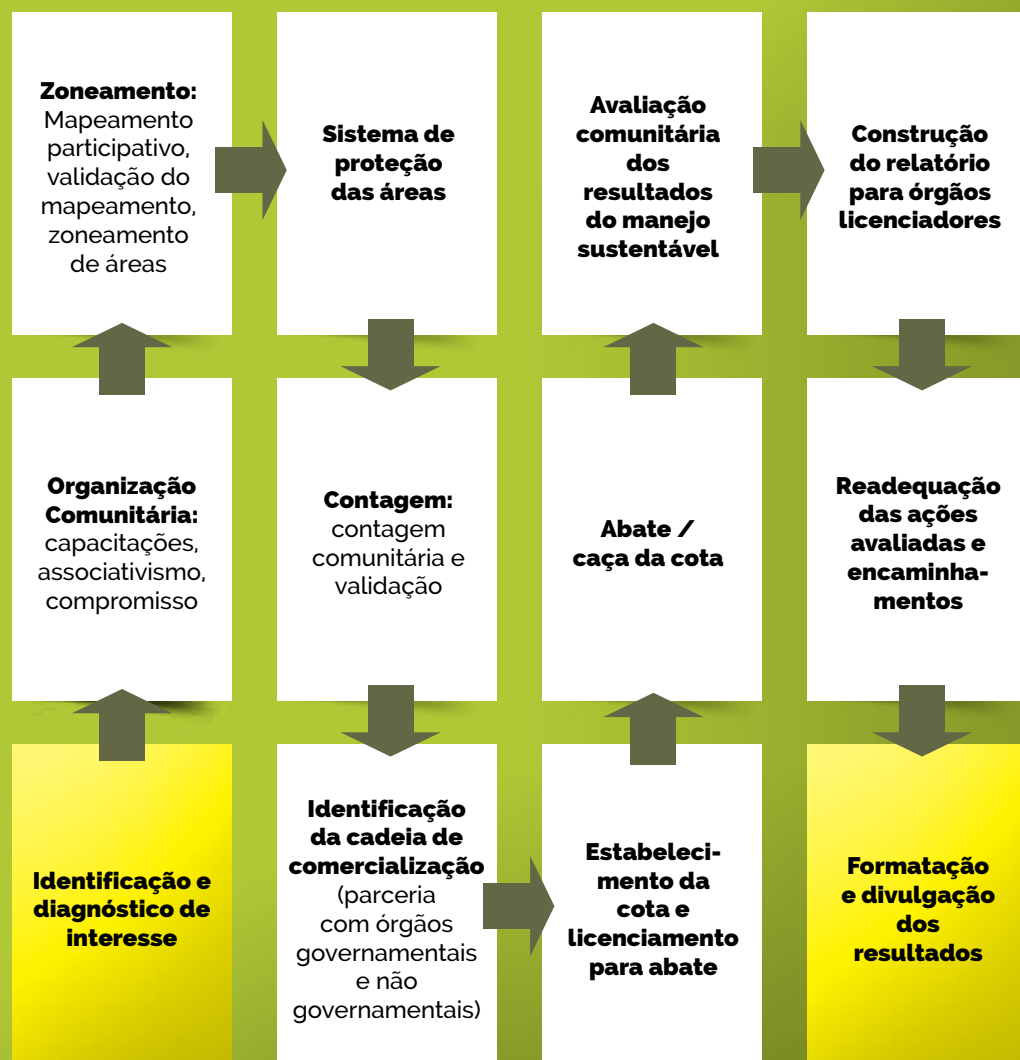 Zoneamento:
Mapeamento
participativo,
validação do
mapeamento,
zoneamento
de áreas
Sistema de
proteção
das áreas
Avaliação
comunitária
dos
resultados
do manejo
sustentável
Construção
do relatório
para órgãos
licenciadores
Organização
Comunitária:
capacitações,
associativismo,
compromisso
Contagem:
contagem
comunitária e
validação
Abate /
caça da cota
Readequação
das ações
avaliadas e
encaminha-
mentos
Identificação e
diagnóstico de
interesse
Identificação
da cadeia de
comercialização
(parceria
com órgãos
governamentais
e não
governamentais)
Estabeleci-
mento da
cota e
licenciamento
para abate
Formatação
e divulgação
dos
resultados